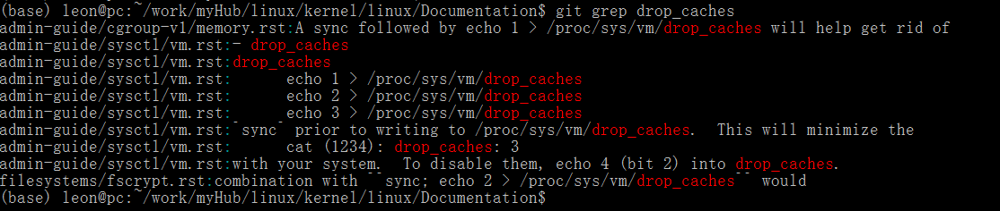 (base) leon@pc:~/work/myHub/linux/kernel/linux/Documentation$ git grep drop_caches
admin-guide/cgroup-v1/memory.rst:A sync followed by echo 1 > /proc/sys/vm/drop_caches will help get rid of
admin-guide/sysctl/vm.rst:- drop_caches
admin-guide/sysctl/vm.rst:drop_caches
admin-guide/sysctl/vm.rst:      echo 1 > /proc/sys/vm/drop_caches
admin-guide/sysctl/vm.rst:      echo 2 > /proc/sys/vm/drop_caches
admin-guide/sysctl/vm.rst:      echo 3 > /proc/sys/vm/drop_caches
admin-guide/sysctl/vm.rst:`sync` prior to writing to /proc/sys/vm/drop_caches.  This will minimize the
admin-guide/sysctl/vm.rst:      cat (1234): drop_caches: 3
admin-guide/sysctl/vm.rst:with your system.  To disable them, echo 4 (bit 2) into drop_caches.
filesystems/fscrypt.rst:combination with ``sync; echo 2 > /proc/sys/vm/drop_caches`` would
(base) leon@pc:~/work/myHub/linux/kernel/linux/Documentation$